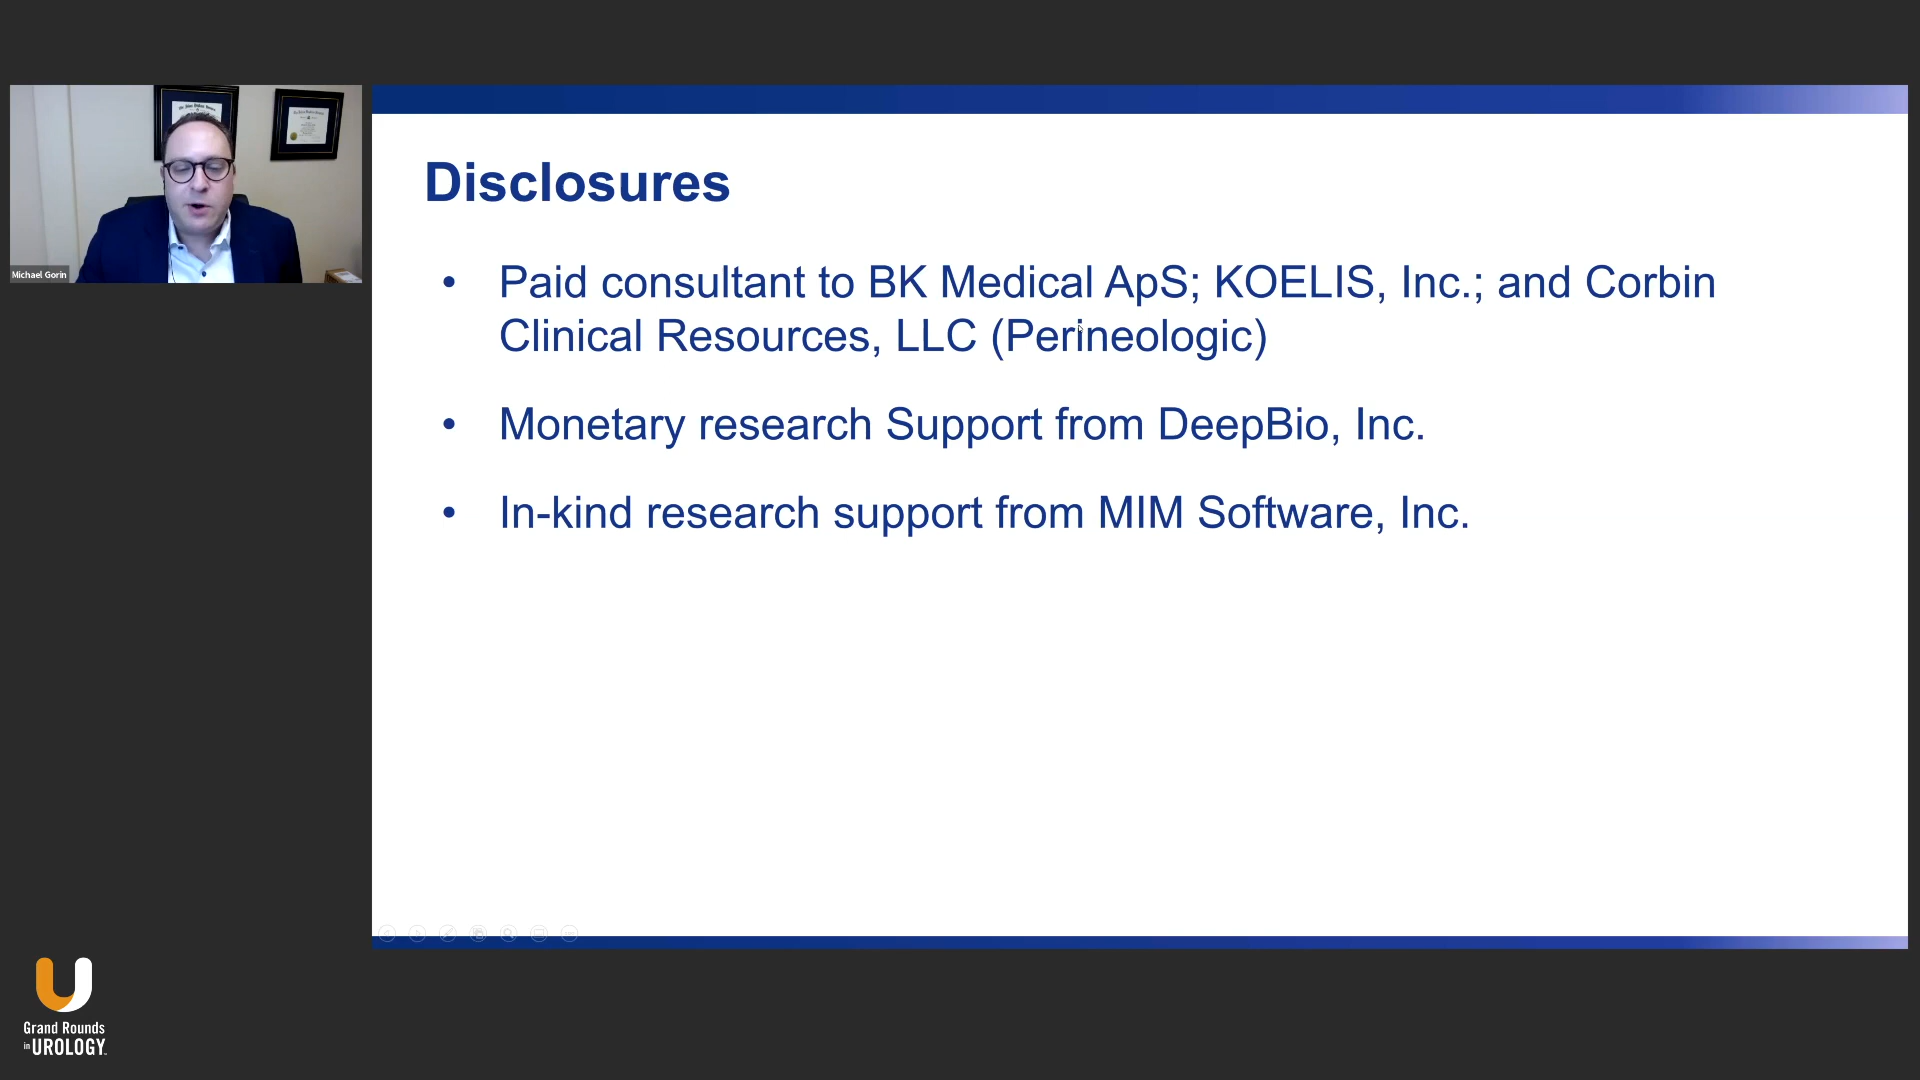 Michael Gorin
Disclosures
• Paid consultant to BK Medical ApS; KOELIS, Inc.; and Corbin
Clinical Resources, LLC (Perineologic)
• Monetary research Support from DeepBio, Inc.
• In-kind research support from MIM Software, Inc.
Grand Rounds
in UROLOGY